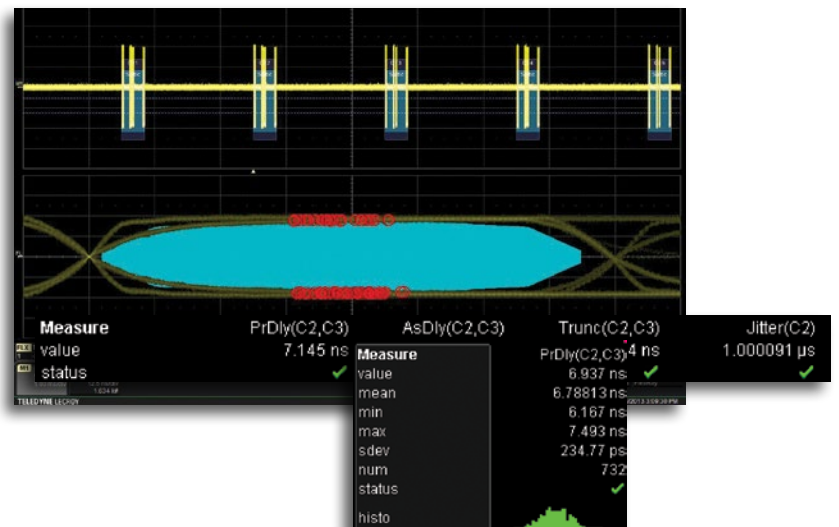 Measure PrDly(C2,C3) AsDly(C2,C3) Trunc(C2,C3) Jitter(C2)
value 7.145 ns 4 ns 1.000091 µs
status
Measure PrDly(C2,C3)
value 6.937 ns
mean 6.78813 ns
min 6.167 ns
max 7.493 ns
sdev 234.77 ps
num 732
status
histo
TELEDYNE LECROY